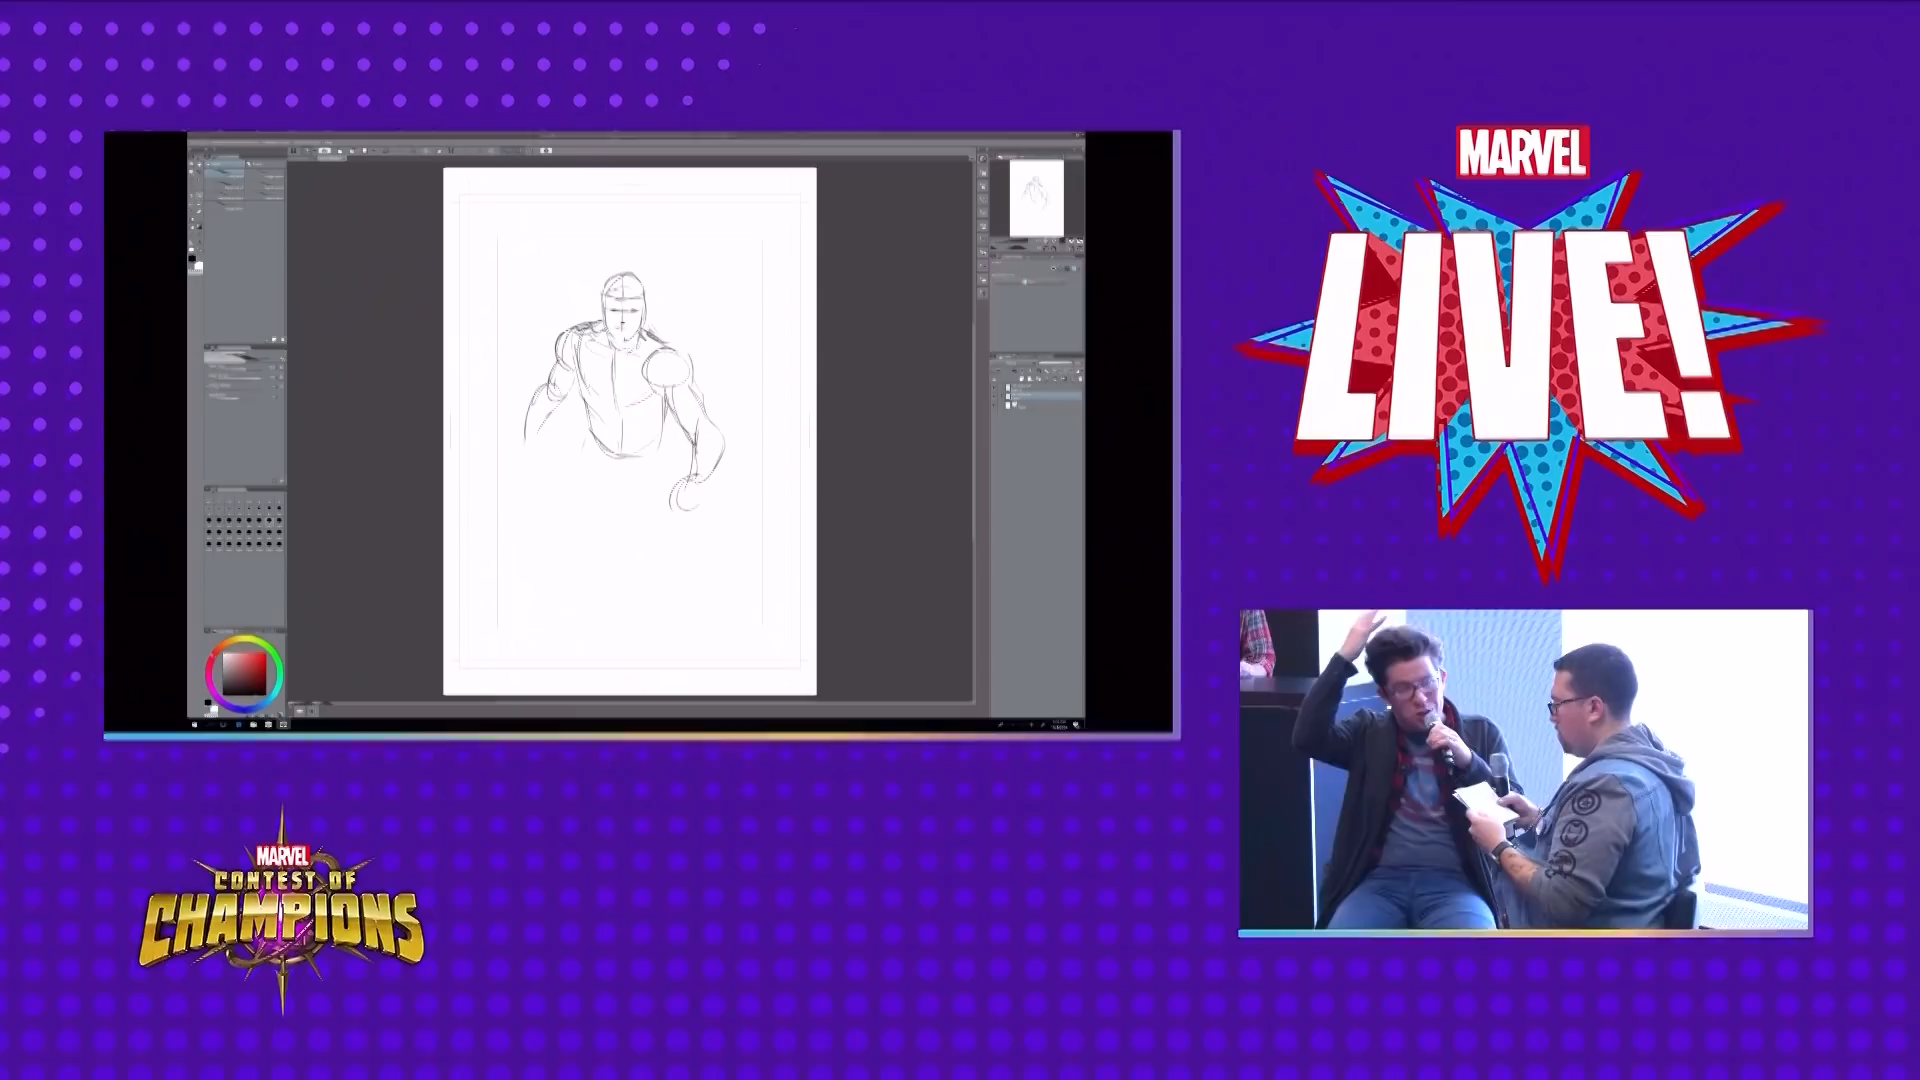 MARVEL
LIVE!
MARVEL
CONTEST OF
CHAMPIONS